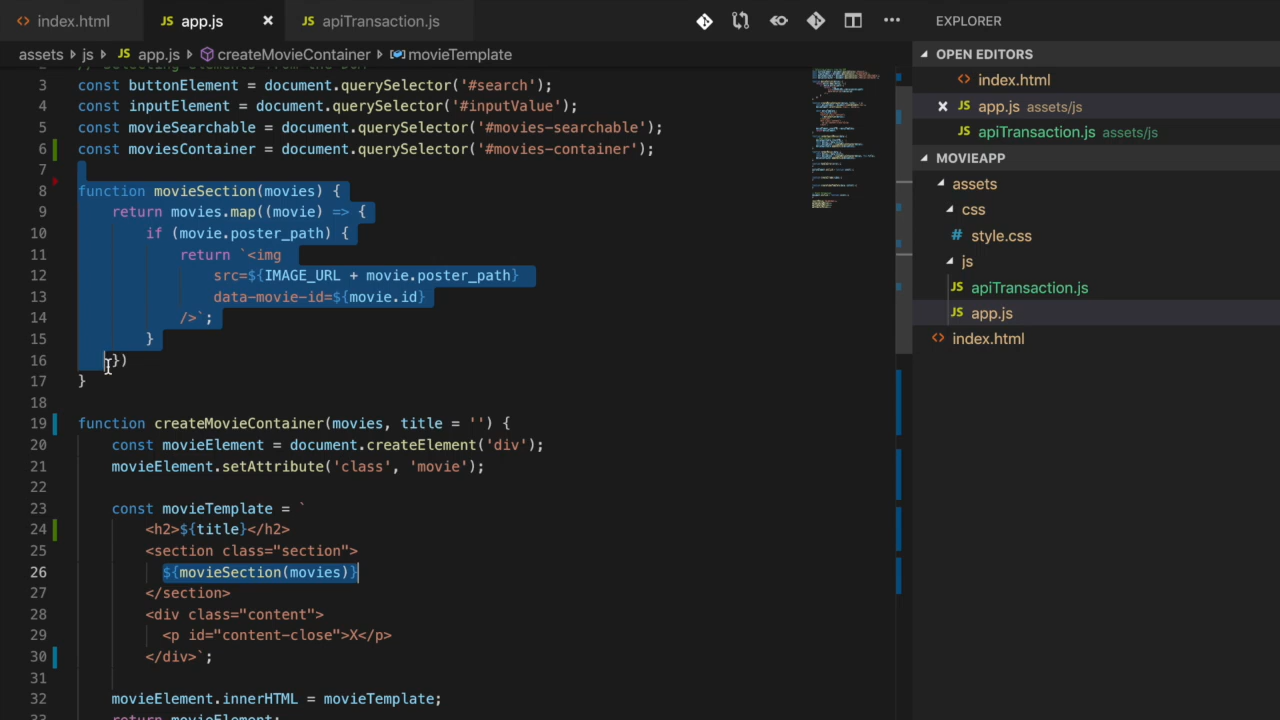 index.html
app.js
apiTransaction.js
EXPLORER
assets > js > JS app.js > createMovieContainer > movieTemplate
OPEN EDITORS
index.html
app.js assets/js
apiTransaction.js assets/js
MOVIEAPP
assets
css
style.css
js
apiTransaction.js
app.js
index.html
3 const buttonElement = document.querySelector('#search');
4 const inputElement = document.querySelector('#inputValue');
5 const movieSearchable = document.querySelector('#movies-searchable');
6 const moviesContainer = document.querySelector('#movies-container');
7
8 function movieSection(movies) {
9 return movies.map((movie) => {
10 if (movie.poster_path) {
11 return `<img
12 src=${IMAGE_URL + movie.poster_path}
13 data-movie-id=${movie.id}
14 />`;
15 }
16 })
17 }
18
19 function createMovieContainer(movies, title = '') {
20 const movieElement = document.createElement('div');
21 movieElement.setAttribute('class', 'movie');
22
23 const movieTemplate = `
24 <h2>${title}</h2>
25 <section class="section">
26 ${movieSection(movies)}
27 </section>
28 <div class="content">
29 <p id="content-close">X</p>
30 </div>`;
31
32 movieElement.innerHTML = movieTemplate;
33 return movieElement;